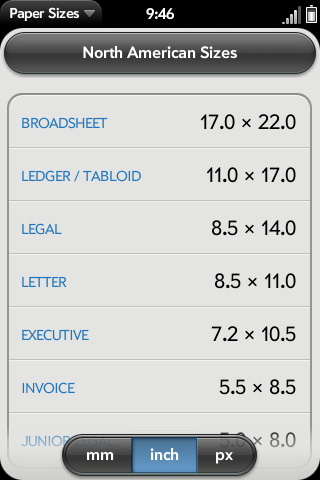 Paper Sizes 9:46
North American Sizes
BROADSHEET 17.0 × 22.0
LEDGER / TABLOID 11.0 × 17.0
LEGAL 8.5 × 14.0
LETTER 8.5 × 11.0
EXECUTIVE 7.2 × 10.5
INVOICE 5.5 × 8.5
JUNIOR LEGAL 5.0 × 8.0
mm inch px